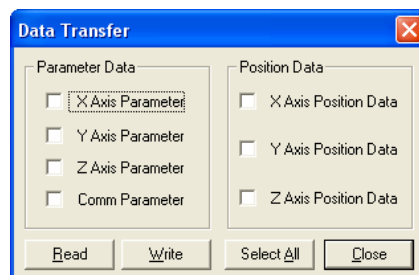 Data Transfer
Parameter Data
X Axis Parameter
Y Axis Parameter
Z Axis Parameter
Comm Parameter
Position Data
X Axis Position Data
Y Axis Position Data
Z Axis Position Data
Read Write Select All Close